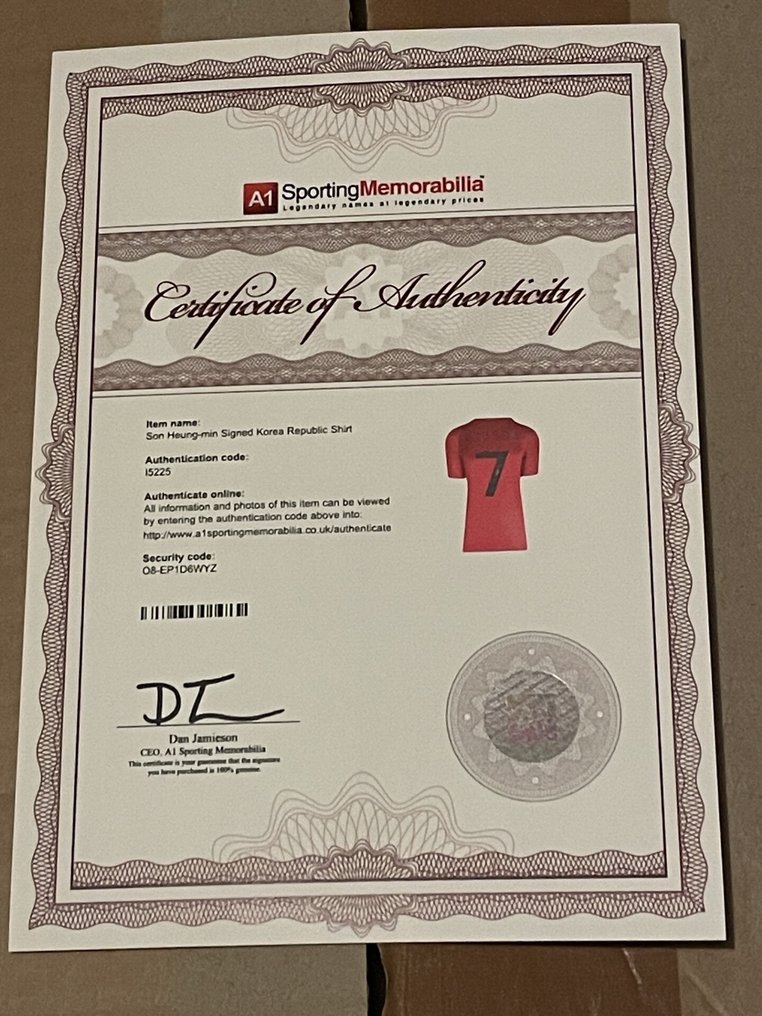 A1 SportingMemorabilia™
Legendary names at legendary prices
Certificate of Authenticity
Item name:
Son Heung-min Signed Korea Republic Shirt
Authentication code:
I5225
Authenticate online:
All information and photos of this item can be viewed
by entering the authentication code above into:
http://www.a1sportingmemorabilia.co.uk/authenticate
Security code:
O8-EP1D6WYZ
7
Dan Jamieson
CEO, A1 Sporting Memorabilia
This certificate is your guarantee that the signature
you have purchased is 100% genuine.